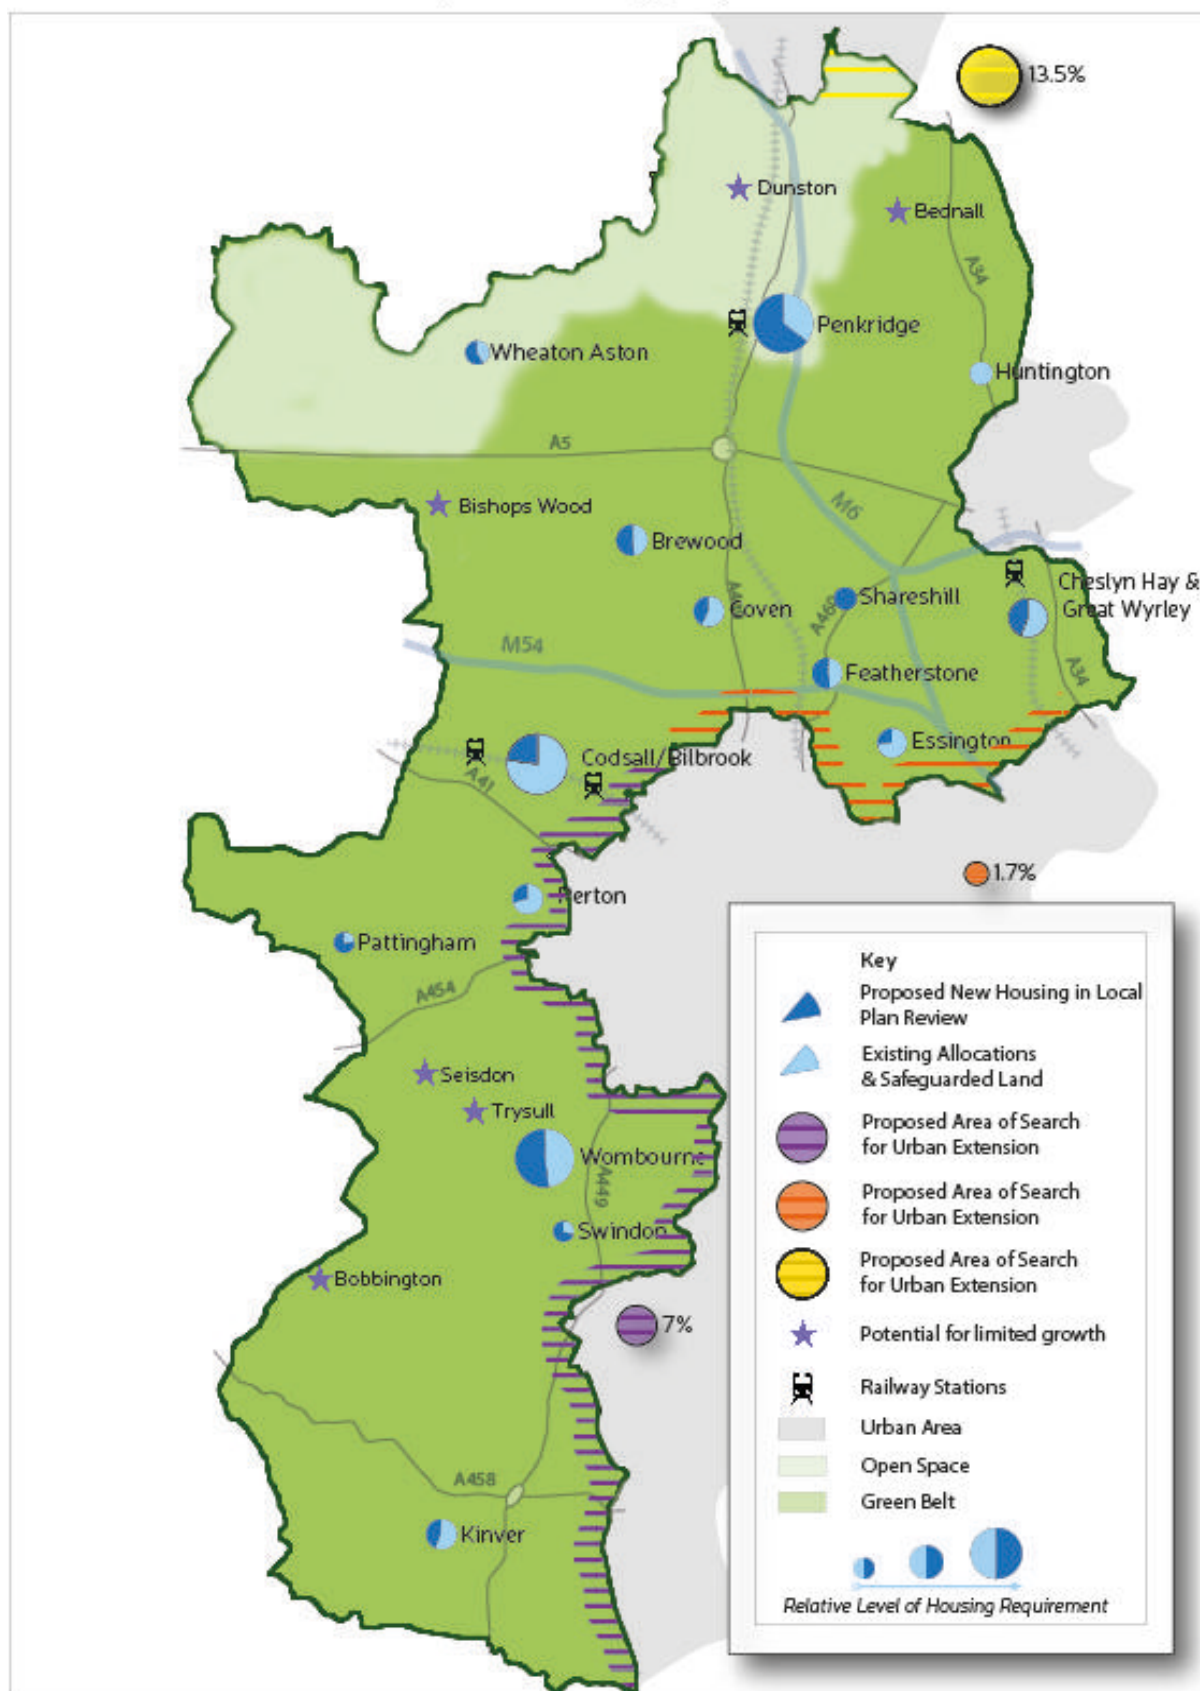 13.5%
Dunston
Bednall
A34
Penkridge
Wheaton Aston
Huntington
A5
Bishops Wood
M6
Brewood
Cheslyn Hay &
Great Wyrley
Coven
A460
Shareshill
M54
Featherstone
A34
Essington
Codsall/Bilbrook
A41
1.7%
Perton
Pattingham
A454
Seisdon
Trysull
Wombourne
A449
Swindon
Bobbington
7%
A458
Kinver
Key
Proposed New Housing in Local
Plan Review
Existing Allocations
& Safeguarded Land
Proposed Area of Search
for Urban Extension
Proposed Area of Search
for Urban Extension
Proposed Area of Search
for Urban Extension
Potential for limited growth
Railway Stations
Urban Area
Open Space
Green Belt
Relative Level of Housing Requirement